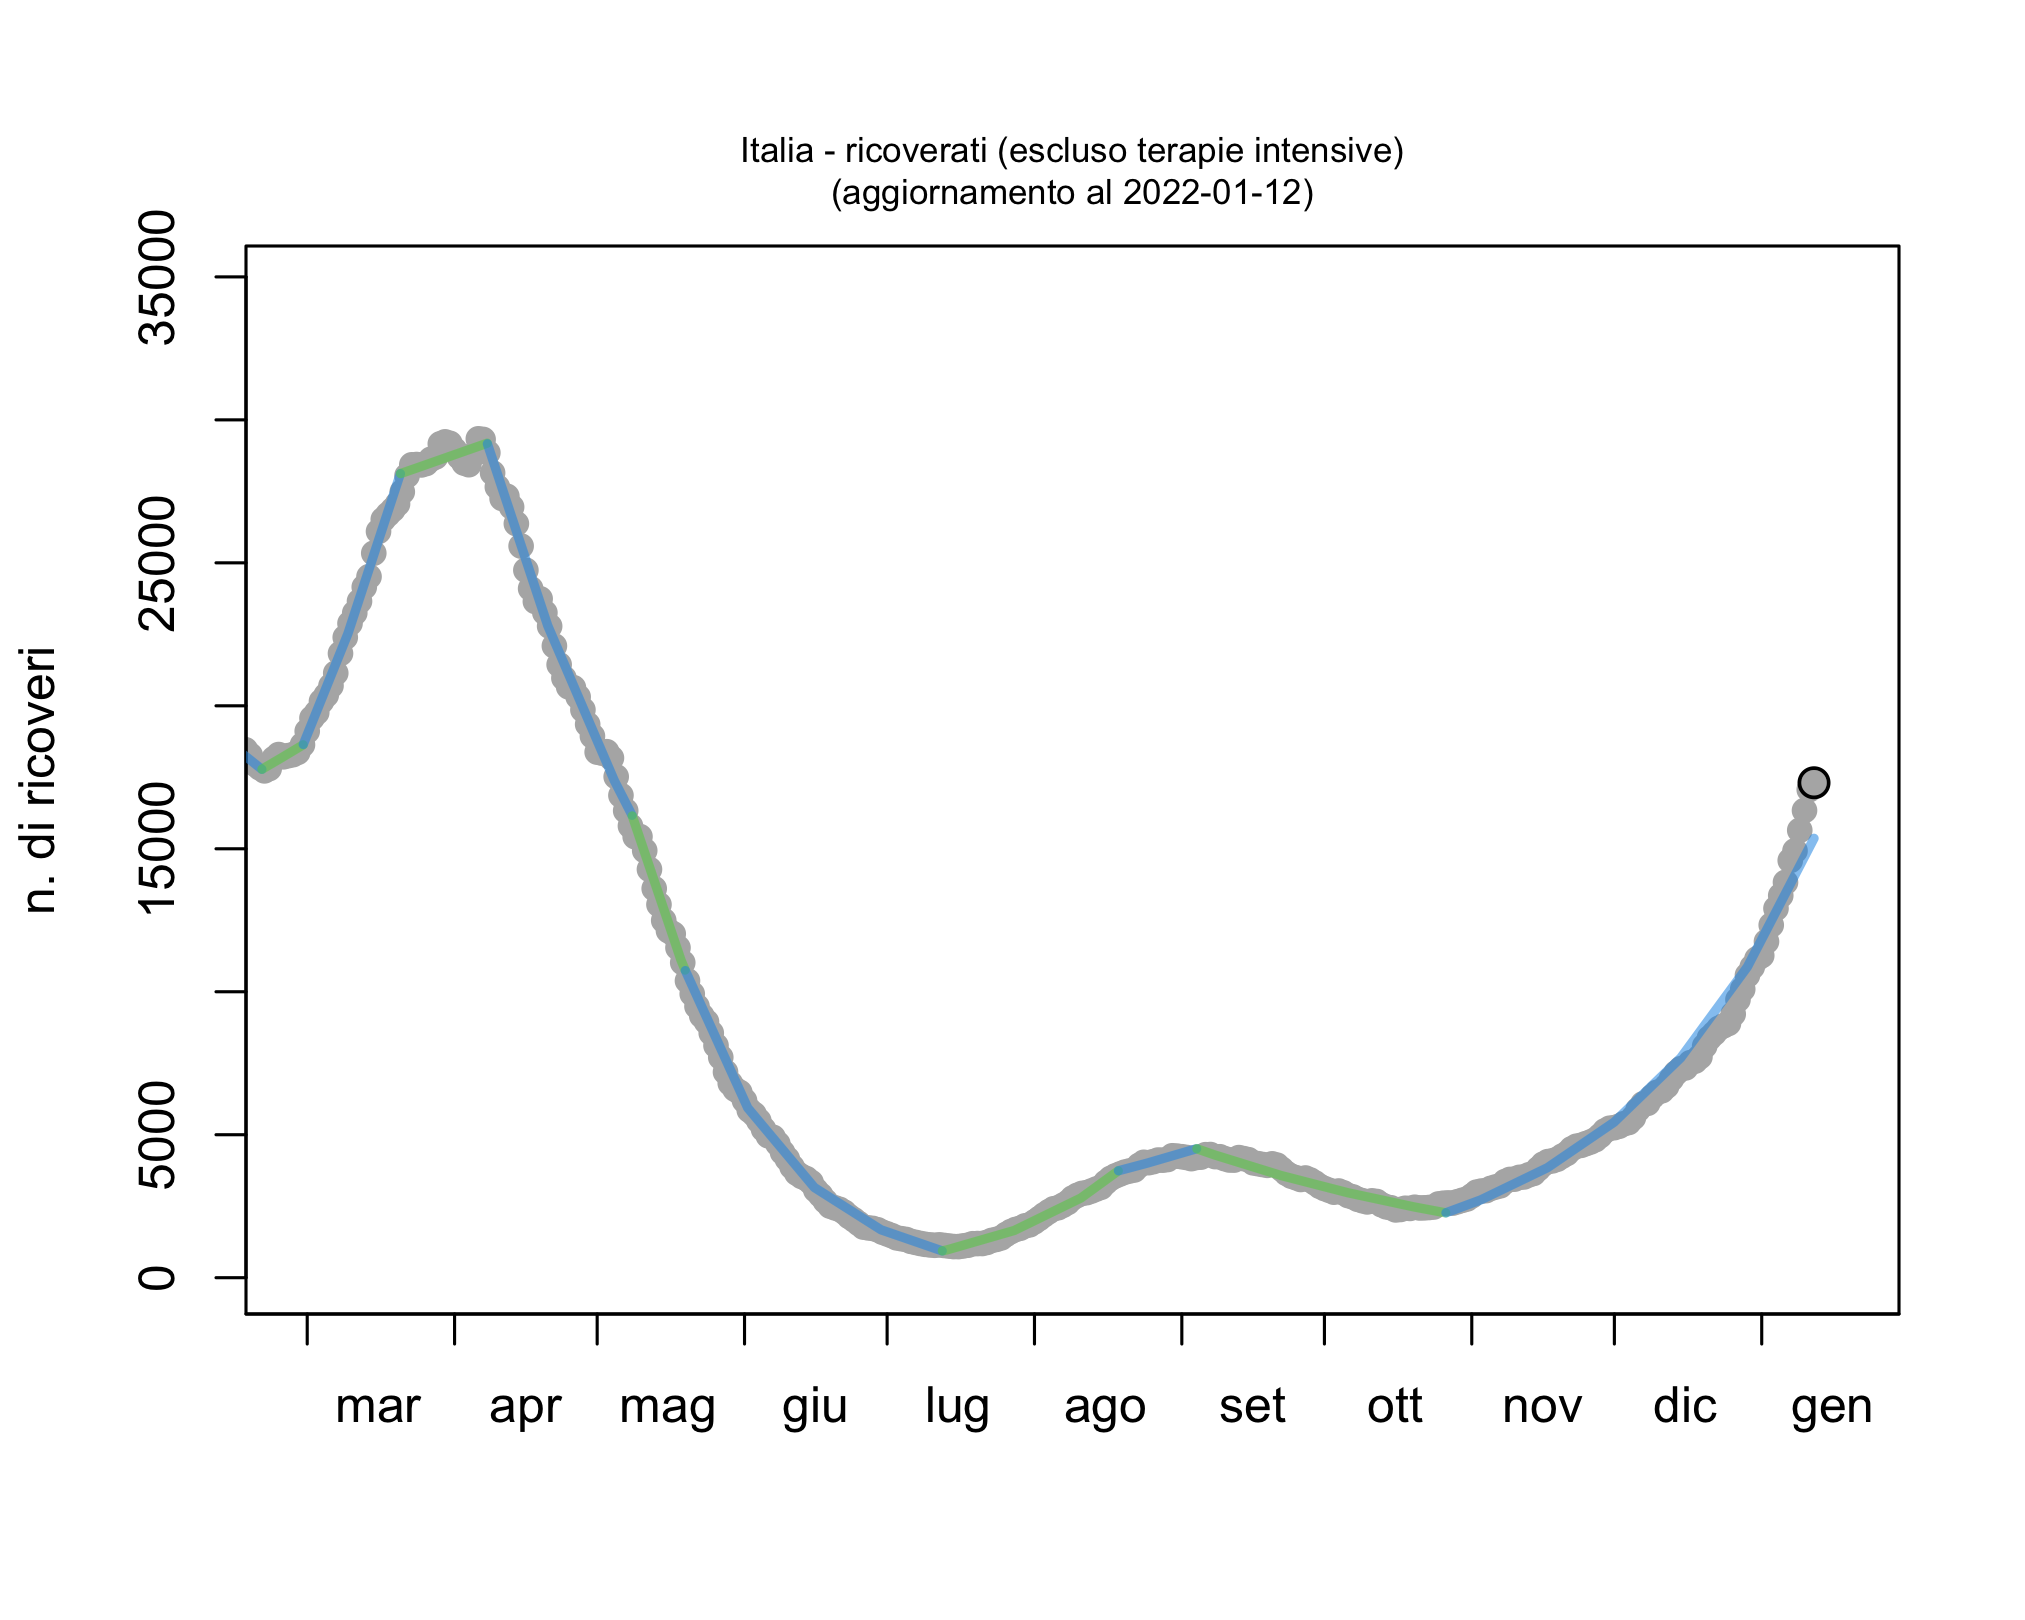 Italia - ricoverati (escluso terapie intensive)
(aggiornamento al 2022-01-12)
n. di ricoveri
35000
25000
15000
5000
0
mar apr mag giu lug ago set ott nov dic gen